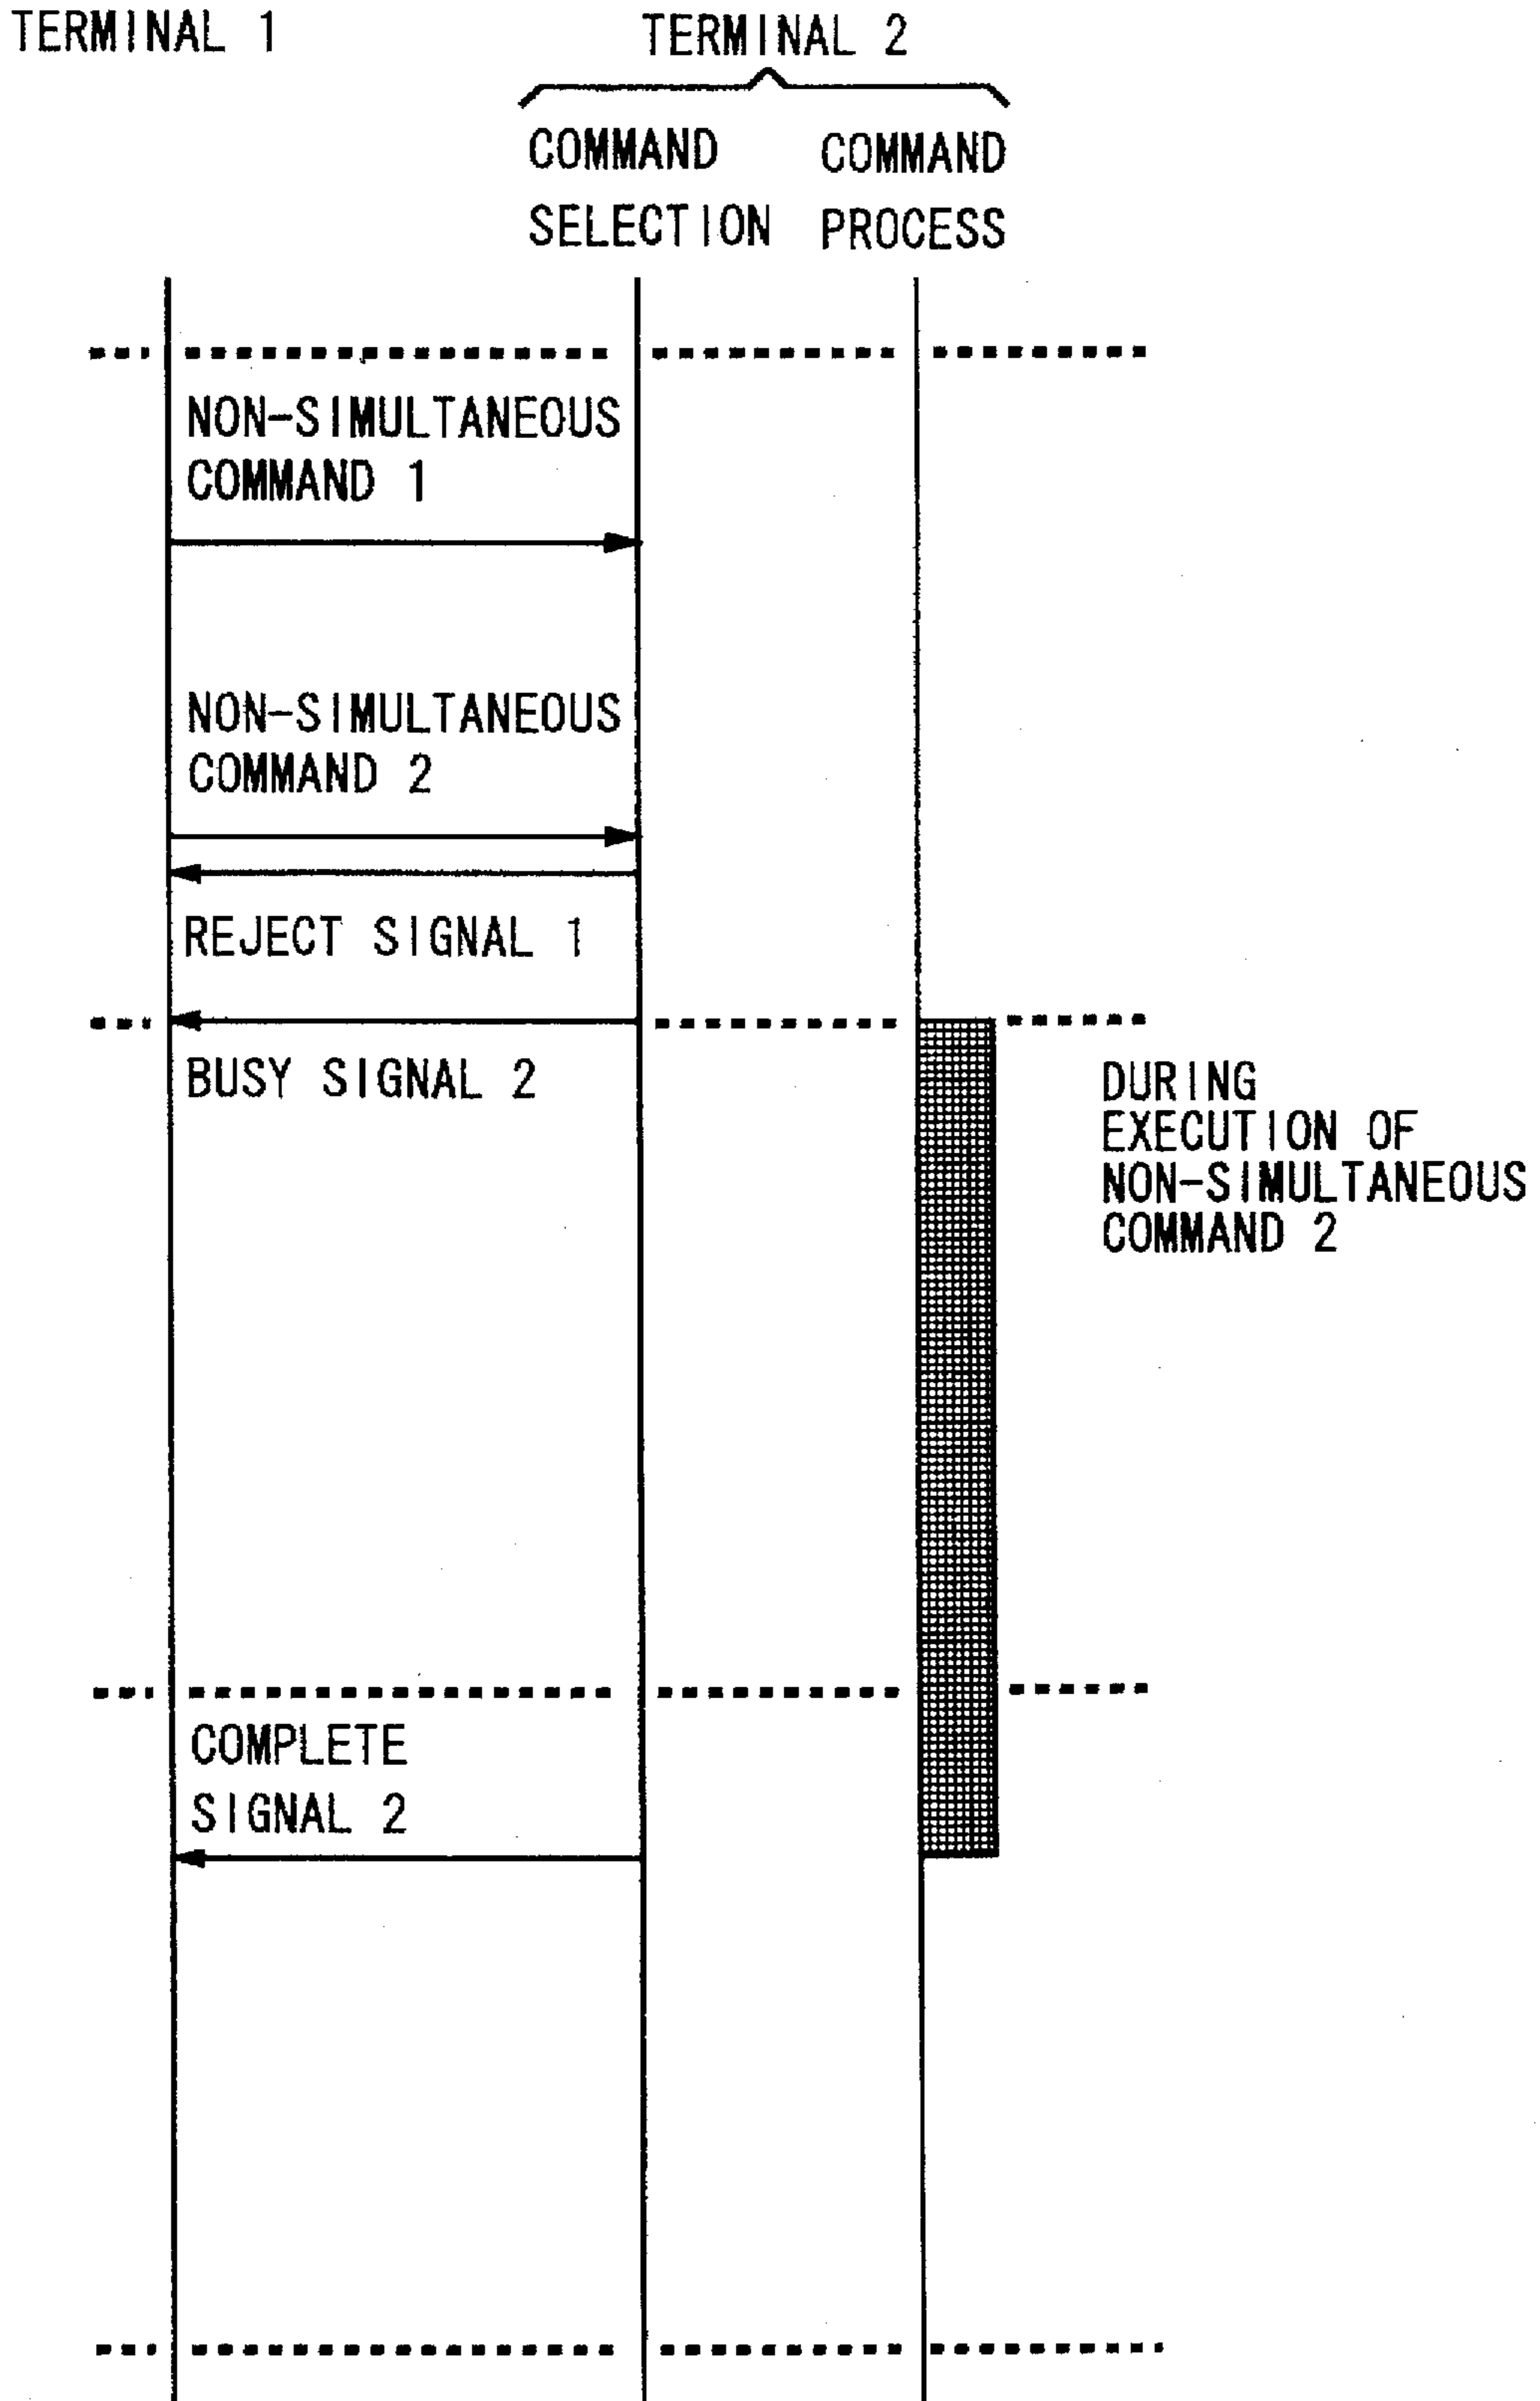 TERMINAL 1
TERMINAL 2
COMMAND SELECTION
COMMAND PROCESS
NON-SIMULTANEOUS
COMMAND 1
NON-SIMULTANEOUS
COMMAND 2
REJECT SIGNAL 1
BUSY SIGNAL 2
DURING
EXECUTION OF
NON-SIMULTANEOUS
COMMAND 2
COMPLETE
SIGNAL 2